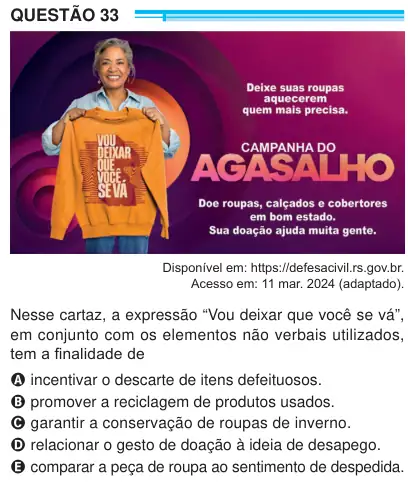 QUESTÃO 33
Deixe suas roupas
aquecerem
quem mais precisa.
CAMPANHA DO
AGASALHO
VOU
DEIXAR
QUE
VOCÊ
SE VÁ
Doe roupas, calçados e cobertores
em bom estado.
Sua doação ajuda muita gente.
Disponível em: https://defesacivil.rs.gov.br.
Acesso em: 11 mar. 2024 (adaptado).
Nesse cartaz, a expressão “Vou deixar que você se vá”,
em conjunto com os elementos não verbais utilizados,
tem a finalidade de
A incentivar o descarte de itens defeituosos.
B promover a reciclagem de produtos usados.
C garantir a conservação de roupas de inverno.
D relacionar o gesto de doação à ideia de desapego.
E comparar a peça de roupa ao sentimento de despedida.